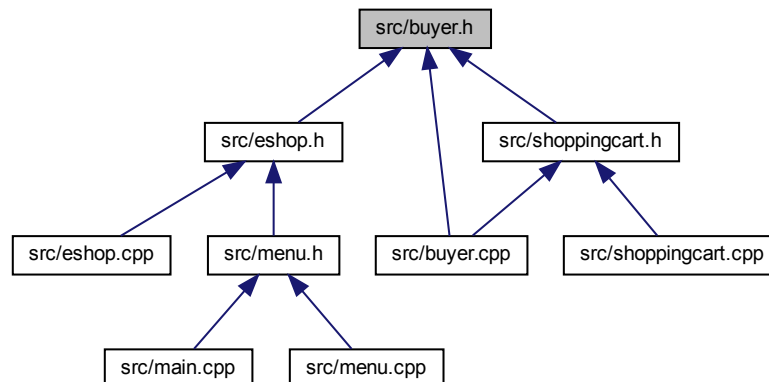 src/buyer.h
src/eshop.h
src/shoppingcart.h
src/eshop.cpp
src/menu.h
src/buyer.cpp
src/shoppingcart.cpp
src/main.cpp
src/menu.cpp